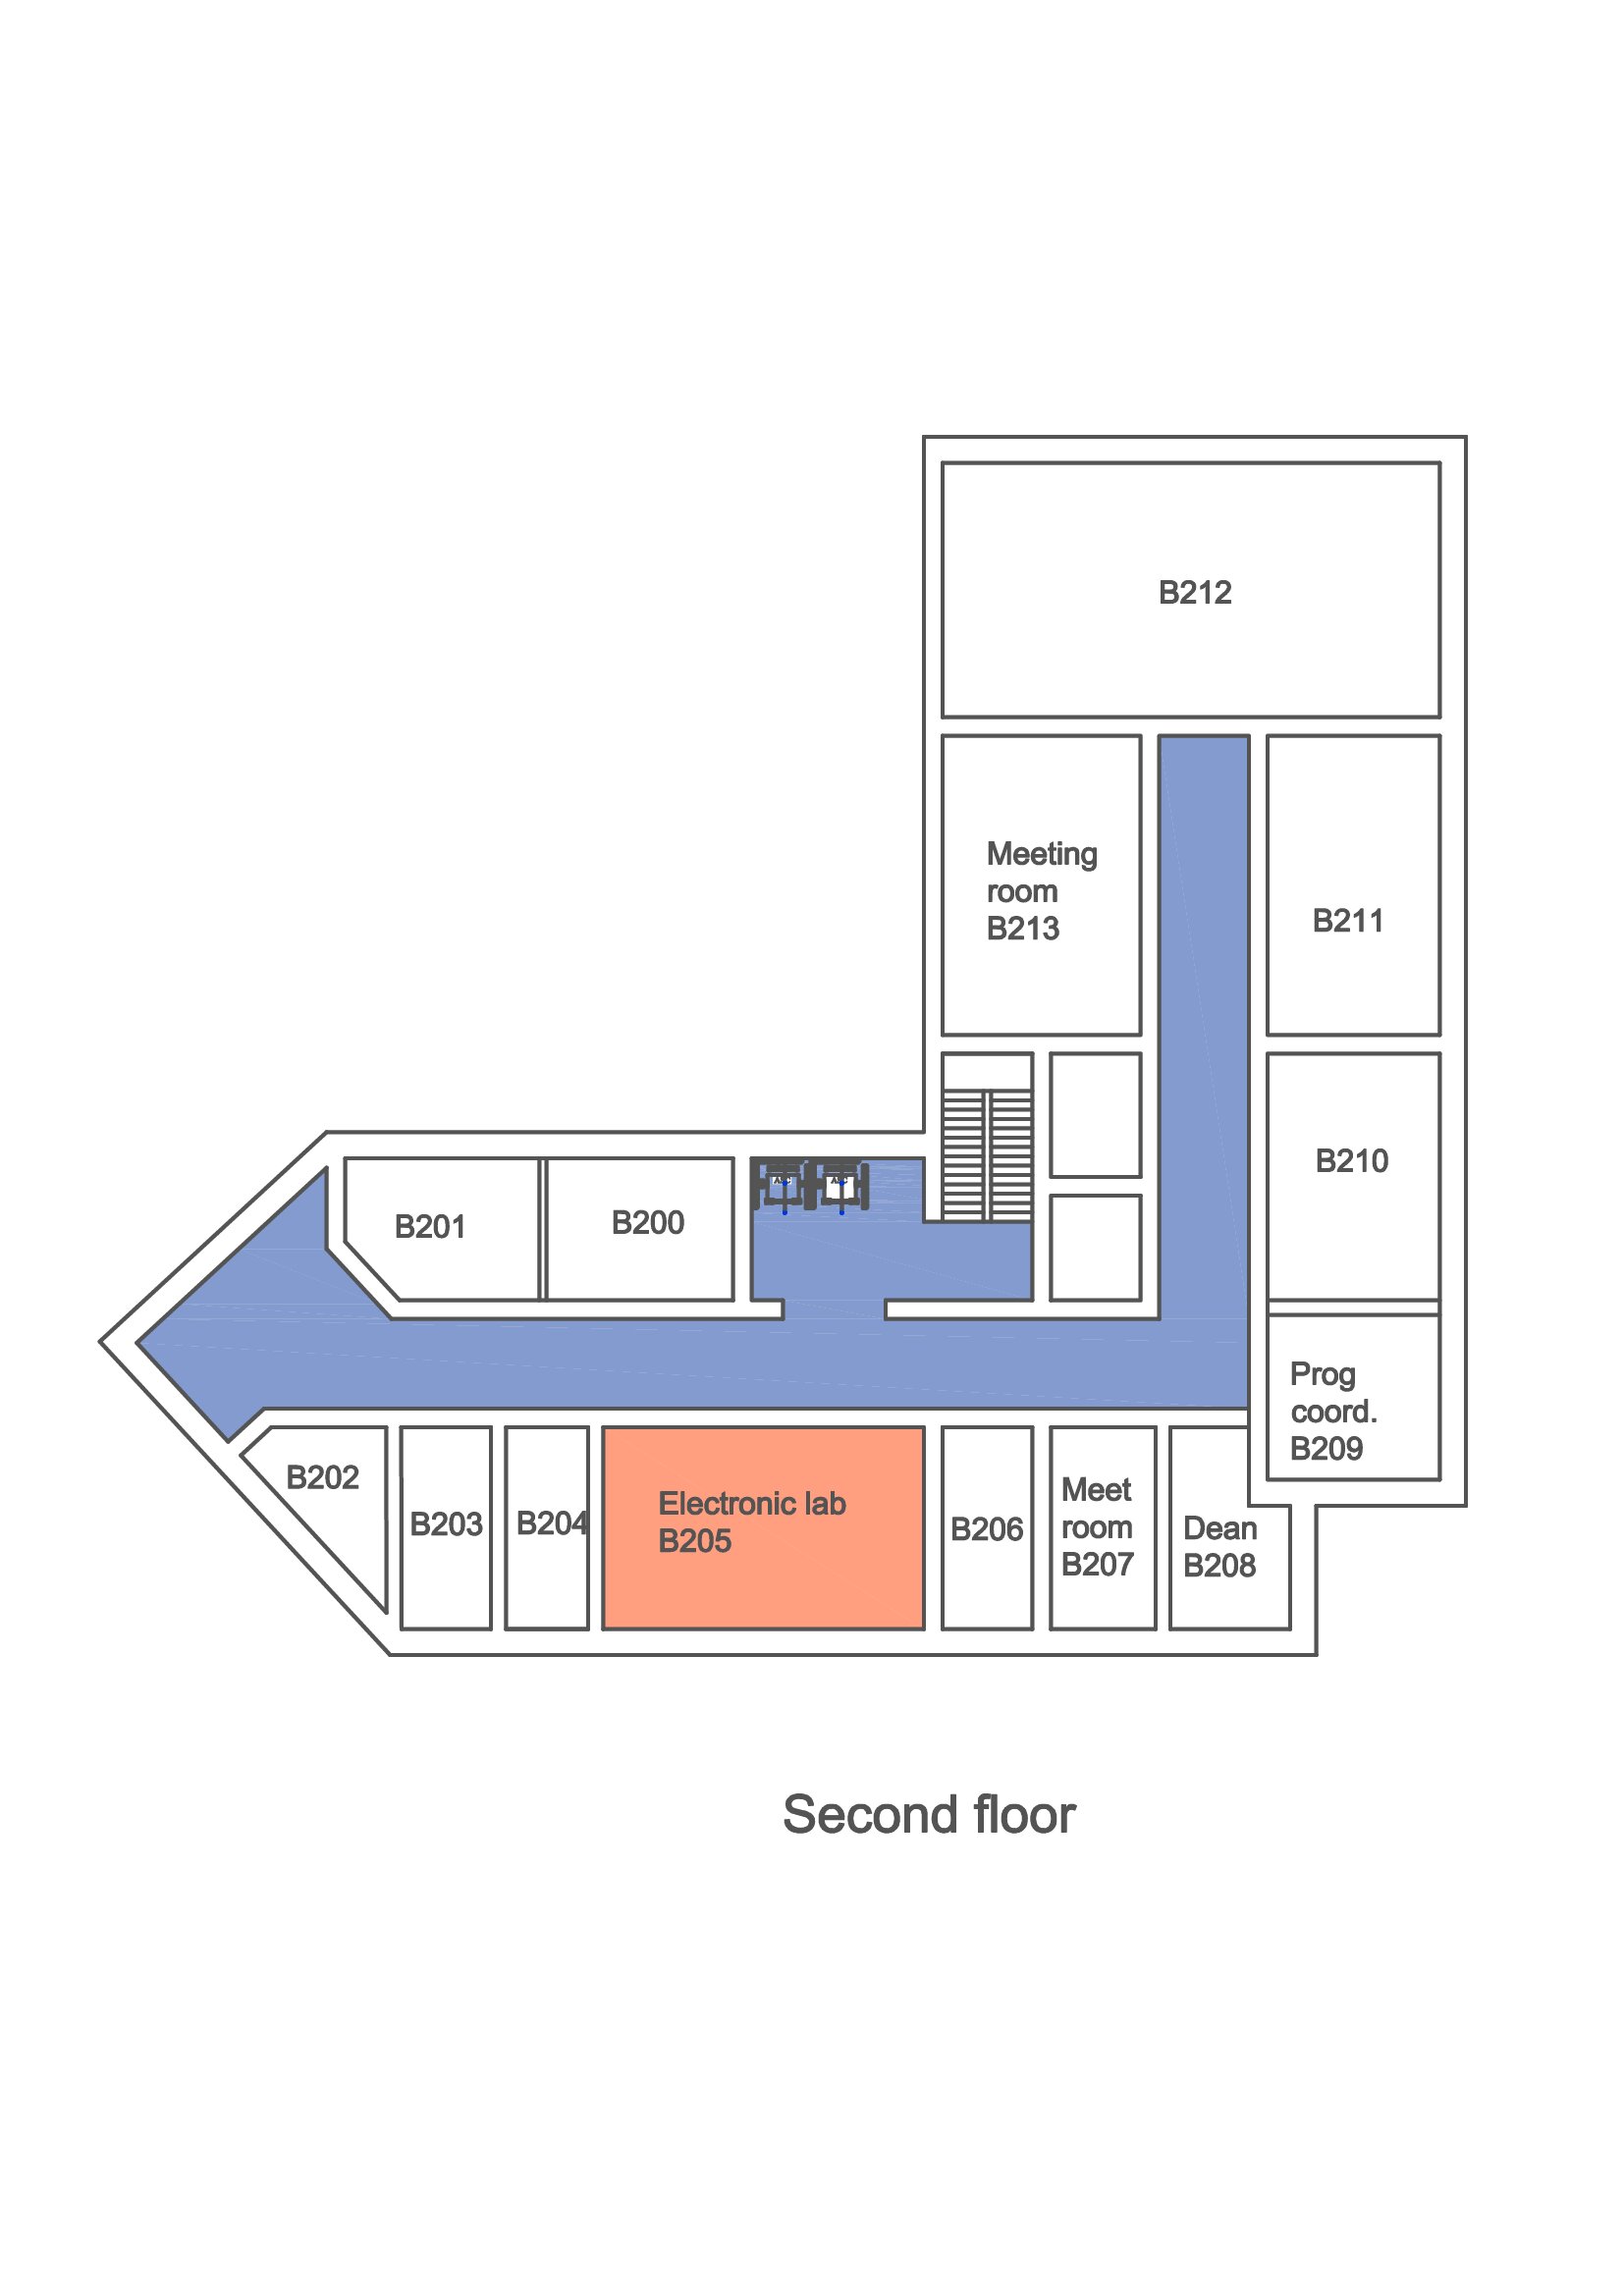 B212
Meeting
room
B213
B211
B210
B201
B200
Prog
coord.
B209
B202
B203
B204
Electronic lab
B205
B206
Meet
room
B207
Dean
B208
Second floor